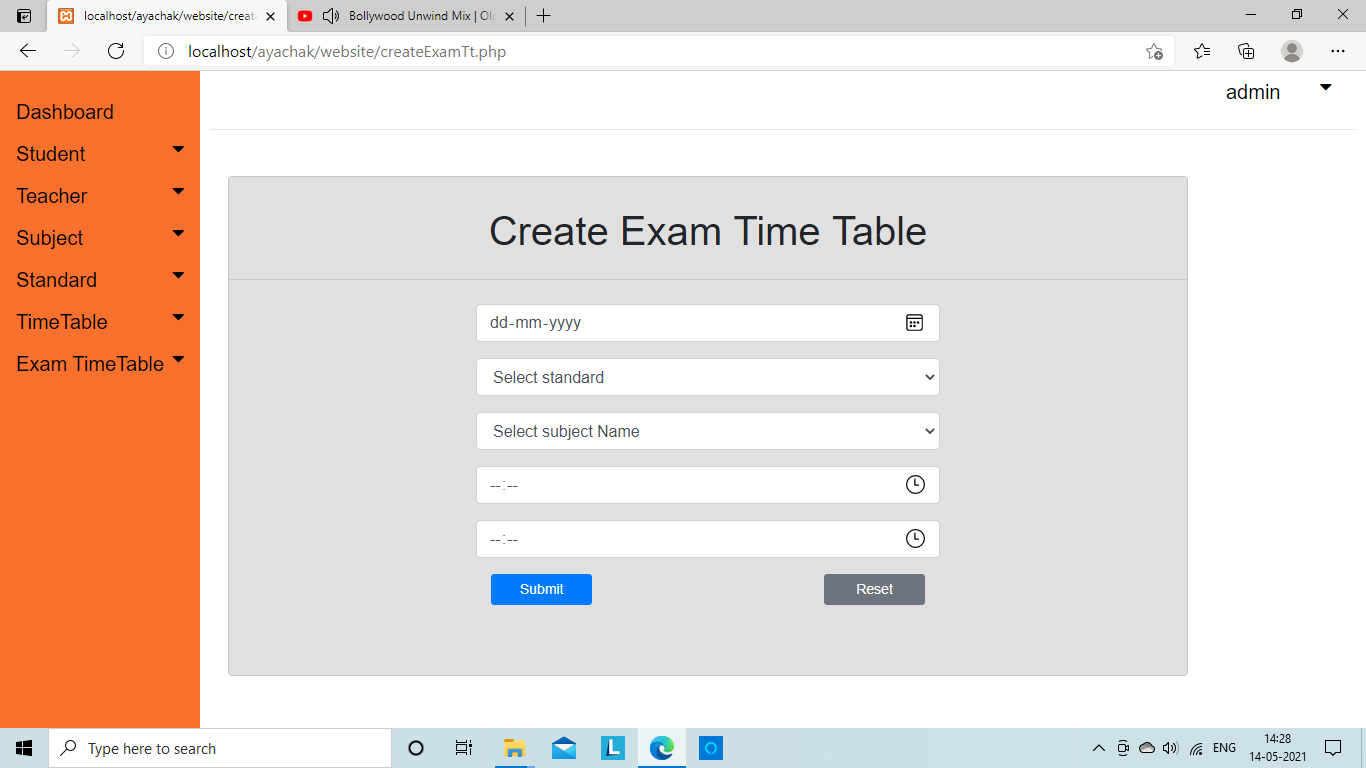 localhost/ayachak/website/creat
Bollywood Unwind Mix | Ol
localhost/ayachak/website/createExamTt.php
admin
Dashboard
Student
Teacher
Subject
Standard
TimeTable
Exam TimeTable
Create Exam Time Table
dd-mm-yyyy
Select standard
Select subject Name
--:--
--:--
Submit
Reset
Type here to search
L
ENG
14:28
14-05-2021